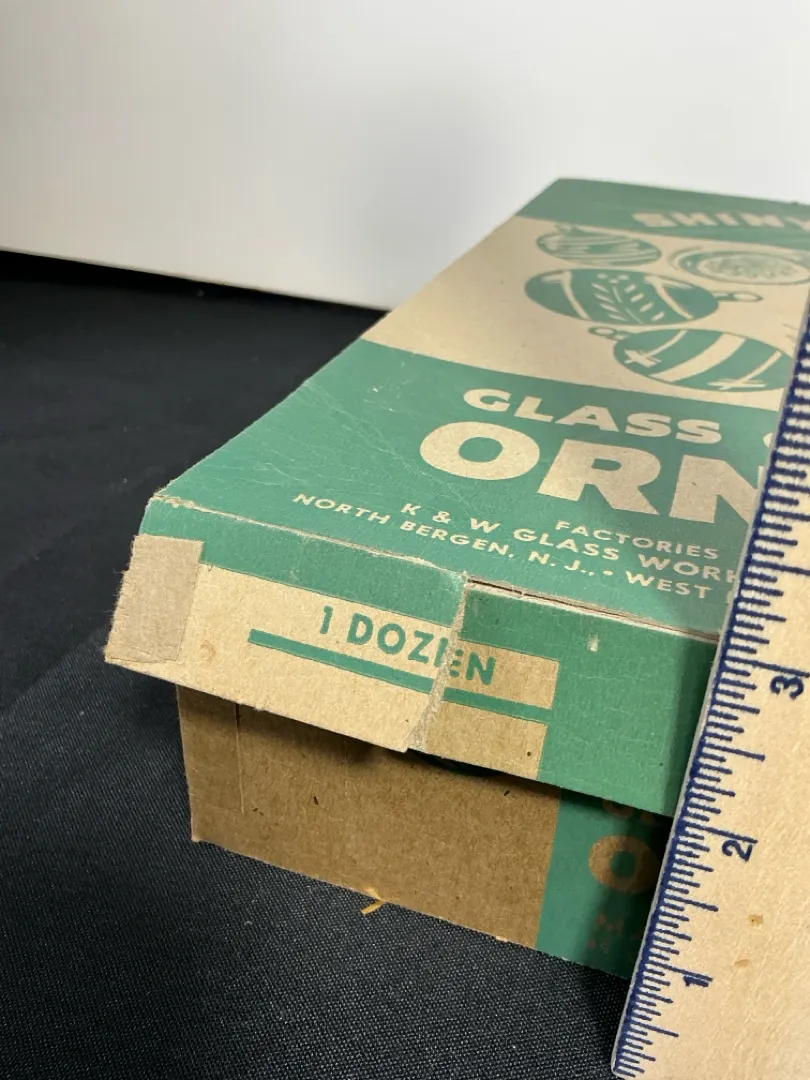 SHINY
GLASS
ORN
FACTORIES
K & W GLASS WORK
NORTH BERGEN, N. J., • WEST
1 DOZEN
O
3
2
1